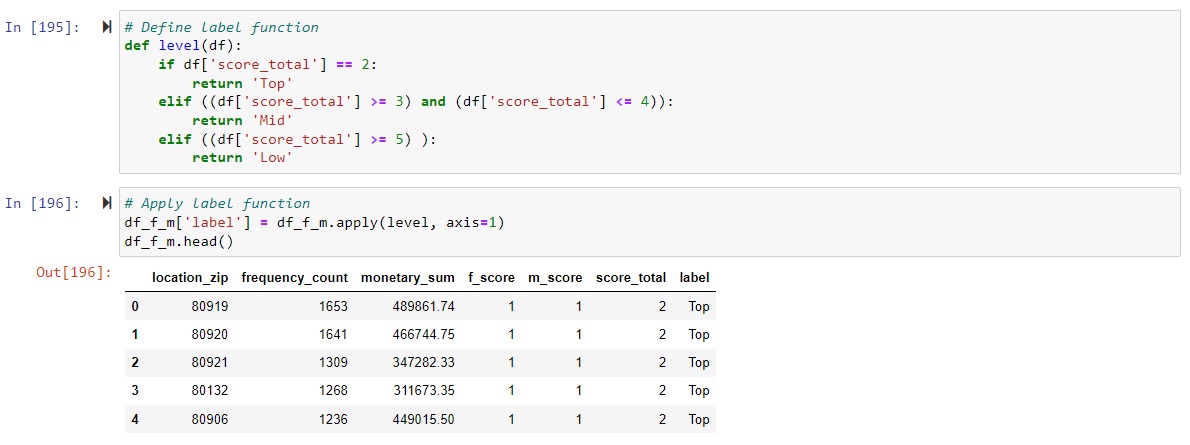 In [195]:
# Define label function
def level(df):
    if df['score_total'] == 2:
        return 'Top'
    elif ((df['score_total'] >= 3) and (df['score_total'] <= 4)):
        return 'Mid'
    elif ((df['score_total'] >= 5) ):
        return 'Low'
In [196]:
# Apply label function
df_f_m['label'] = df_f_m.apply(level, axis=1)
df_f_m.head()
Out[196]:
location_zip frequency_count monetary_sum f_score m_score score_total label
0 80919 1653 489861.74 1 1 2 Top
1 80920 1641 466744.75 1 1 2 Top
2 80921 1309 347282.33 1 1 2 Top
3 80132 1268 311673.35 1 1 2 Top
4 80906 1236 449015.50 1 1 2 Top